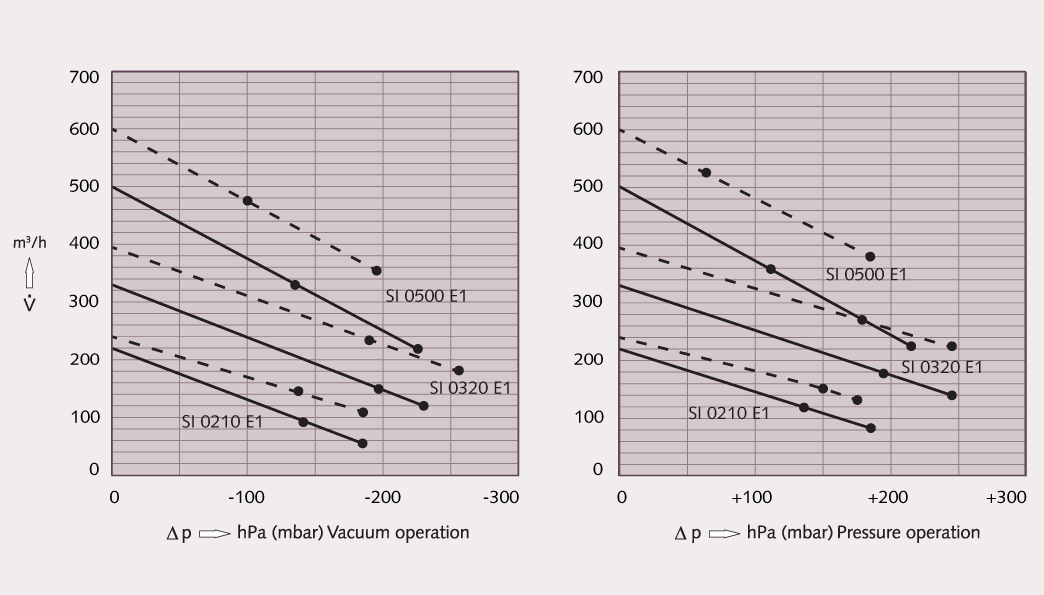 700
600
500
400
300
200
100
0
m³/h
V̇
SI 0500 E1
SI 0320 E1
SI 0210 E1
0 -100 -200 -300
Δ p hPa (mbar) Vacuum operation
700
600
500
400
300
200
100
0
SI 0500 E1
SI 0320 E1
SI 0210 E1
0 +100 +200 +300
Δ p hPa (mbar) Pressure operation